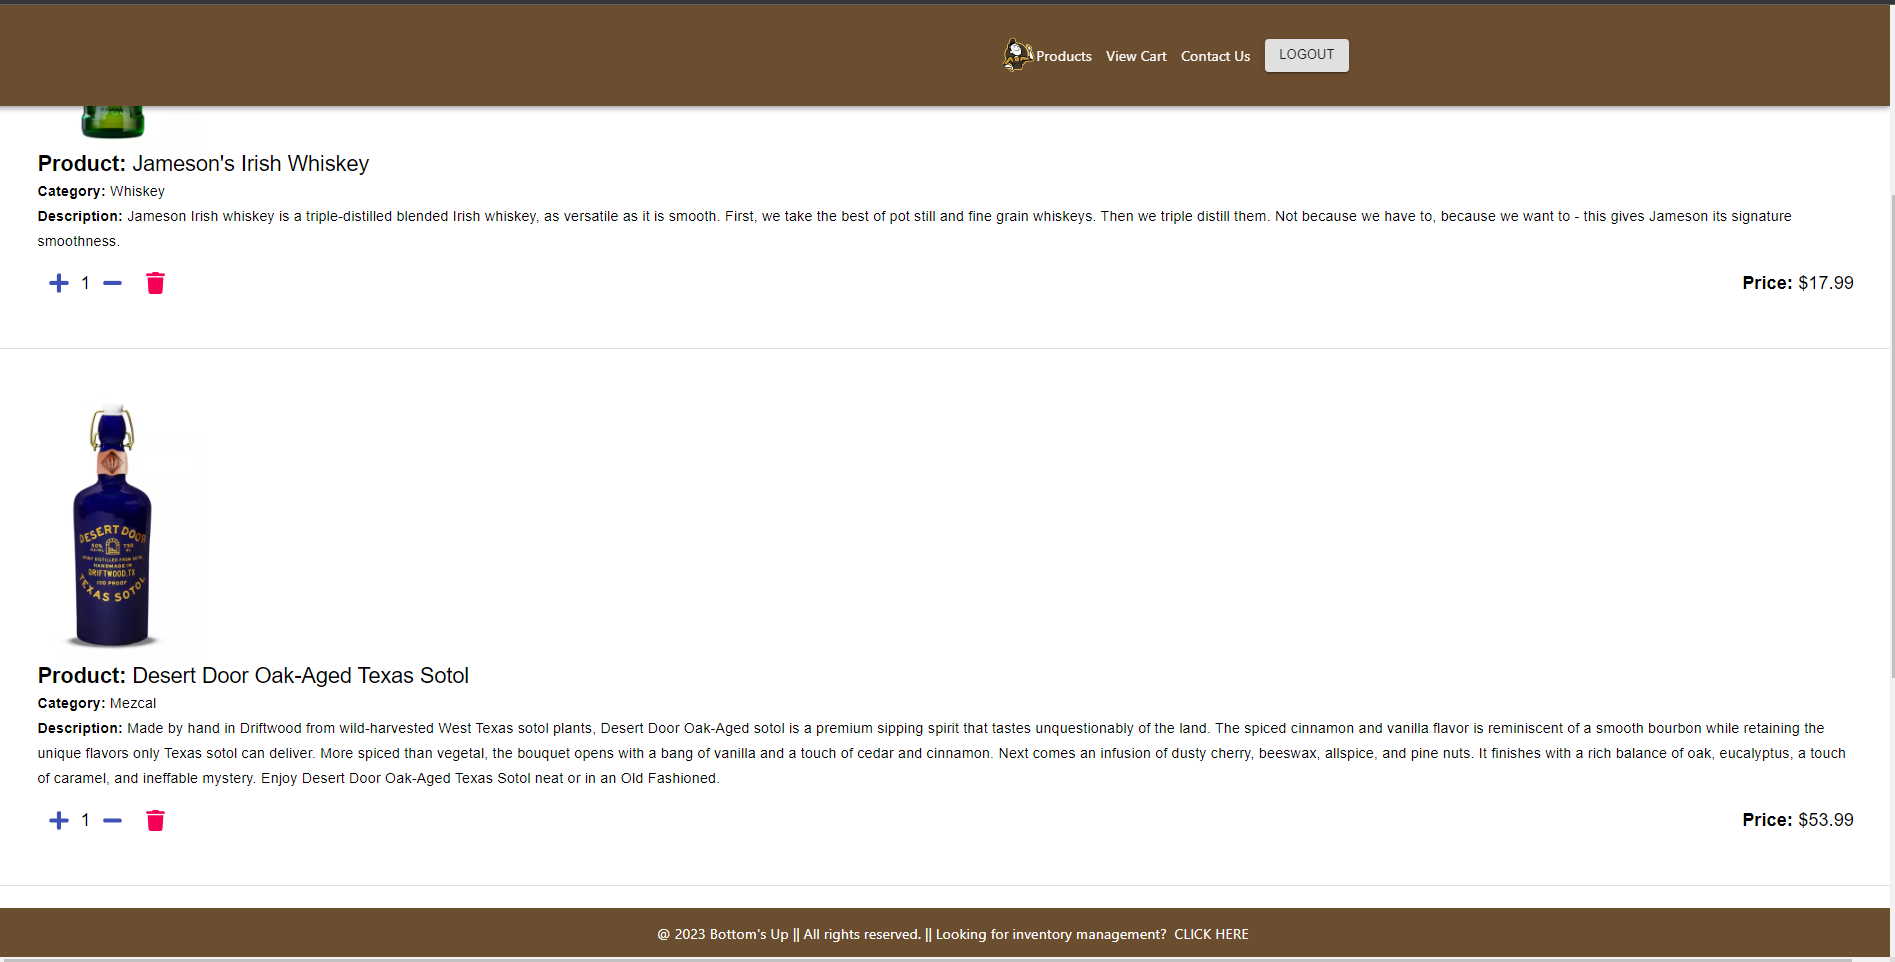 Products View Cart Contact Us LOGOUT
Product: Jameson's Irish Whiskey
Category: Whiskey
Description: Jameson Irish whiskey is a triple-distilled blended Irish whiskey, as versatile as it is smooth. First, we take the best of pot still and fine grain whiskeys. Then we triple distill them. Not because we have to, because we want to - this gives Jameson its signature
smoothness.
1 Price: $17.99
DESERT DOOR
50% 750
SPIRIT DISTILLED FROM SOTOL
HANDMADE IN
DRIFTWOOD, TX
100 PROOF
TEXAS SOTOL
Product: Desert Door Oak-Aged Texas Sotol
Category: Mezcal
Description: Made by hand in Driftwood from wild-harvested West Texas sotol plants, Desert Door Oak-Aged sotol is a premium sipping spirit that tastes unquestionably of the land. The spiced cinnamon and vanilla flavor is reminiscent of a smooth bourbon while retaining the
unique flavors only Texas sotol can deliver. More spiced than vegetal, the bouquet opens with a bang of vanilla and a touch of cedar and cinnamon. Next comes an infusion of dusty cherry, beeswax, allspice, and pine nuts. It finishes with a rich balance of oak, eucalyptus, a touch
of caramel, and ineffable mystery. Enjoy Desert Door Oak-Aged Texas Sotol neat or in an Old Fashioned.
1 Price: $53.99
@ 2023 Bottom's Up || All rights reserved. || Looking for inventory management? CLICK HERE